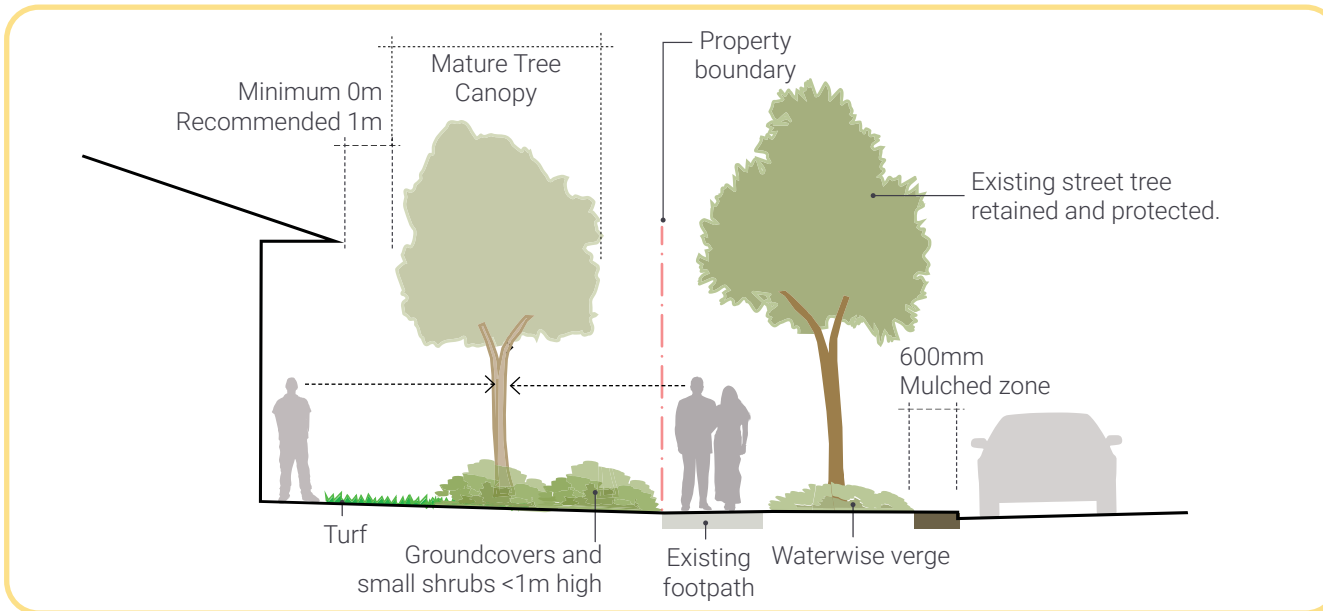 Property
boundary
Mature Tree
Canopy
Minimum 0m
Recommended 1m
Existing street tree
retained and protected.
600mm
Mulched zone
Turf
Groundcovers and
small shrubs <1m high
Existing
footpath
Waterwise verge